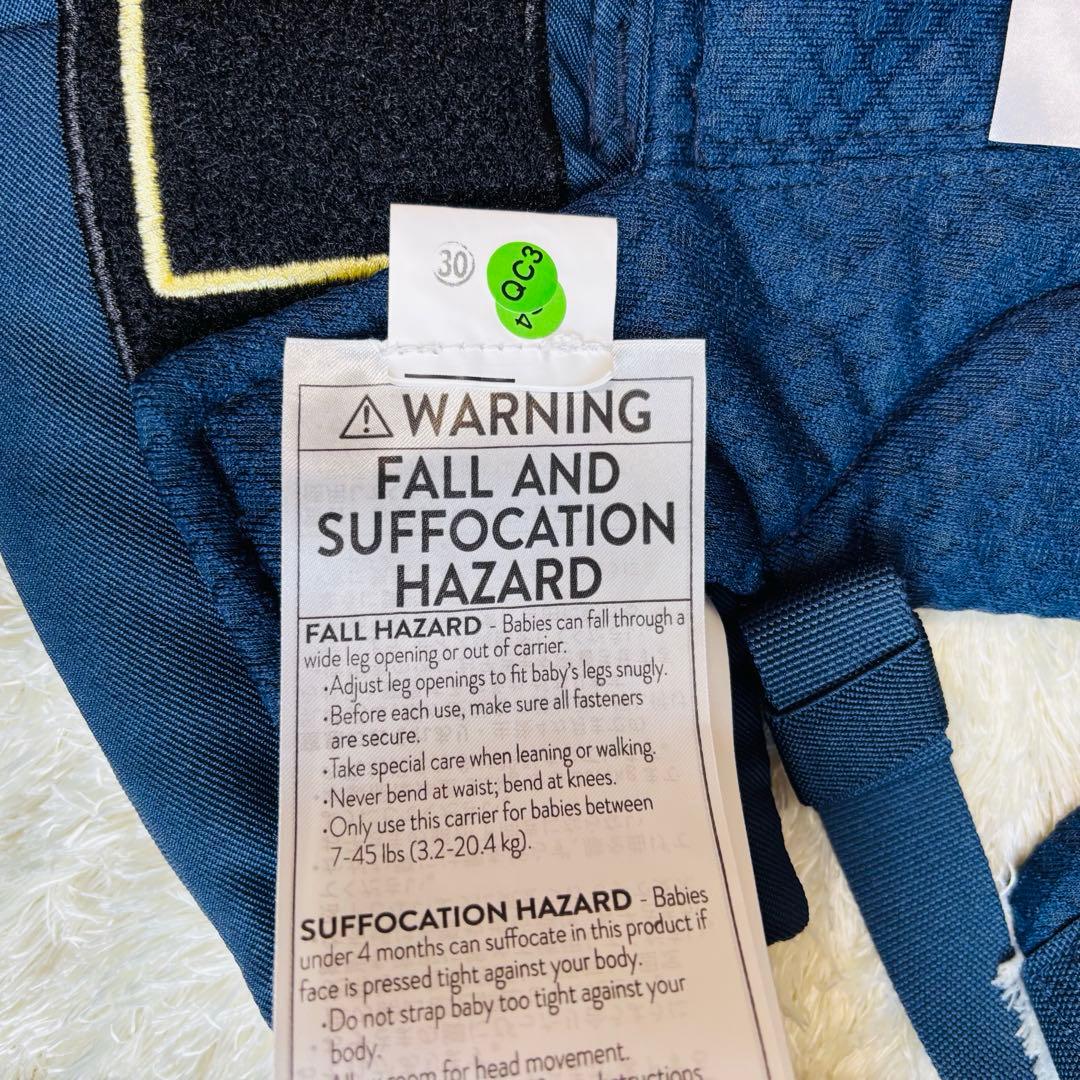 30
QC3
4
WARNING
FALL AND
SUFFOCATION
HAZARD
FALL HAZARD - Babies can fall through a
wide leg opening or out of carrier.
•Adjust leg openings to fit baby's legs snugly.
•Before each use, make sure all fasteners
are secure.
•Take special care when leaning or walking.
•Never bend at waist; bend at knees.
•Only use this carrier for babies between
7-45 lbs (3.2-20.4 kg).
SUFFOCATION HAZARD - Babies
under 4 months can suffocate in this product if
face is pressed tight against your body.
•Do not strap baby too tight against your
body.
room for head movement.